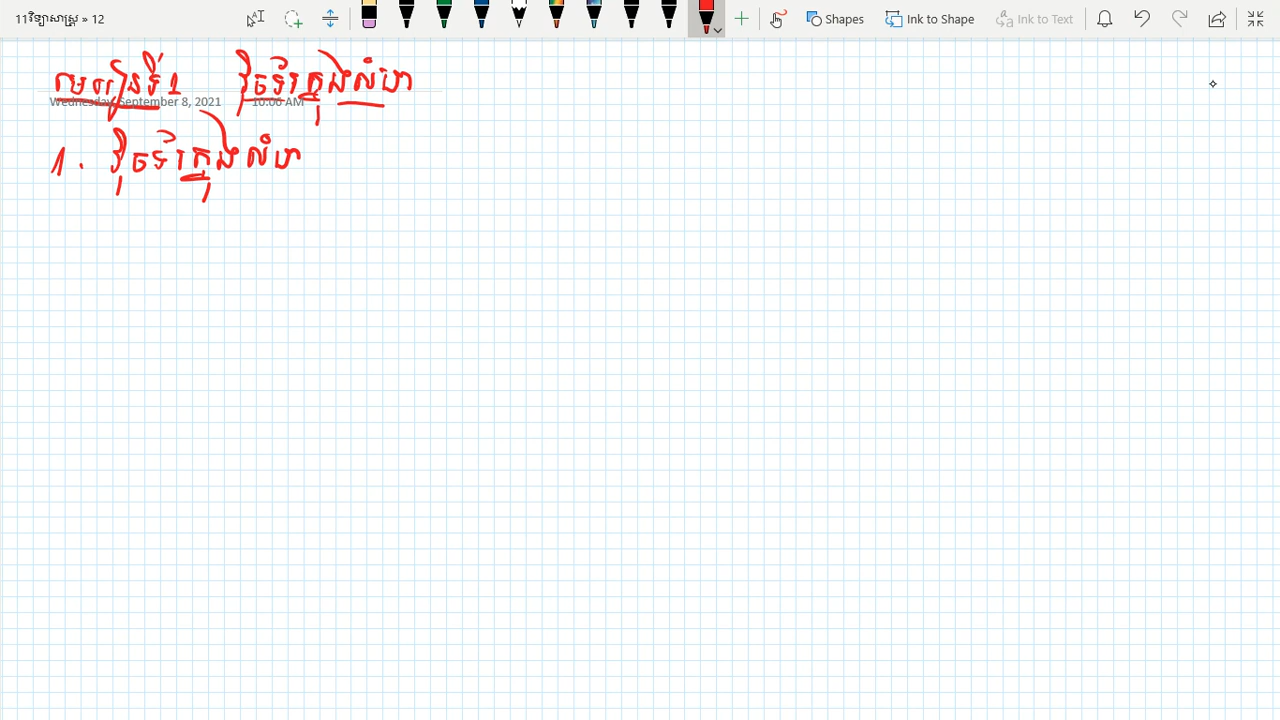 11វិទ្យាសាស្ត្រ » 12
Shapes
Ink to Shape
Ink to Text
មេរៀនទី1 វ៉ិចទ័រក្នុងលំហ
Wednesday, September 8, 2021 10:06 AM
1. វ៉ិចទ័រក្នុងលំហ